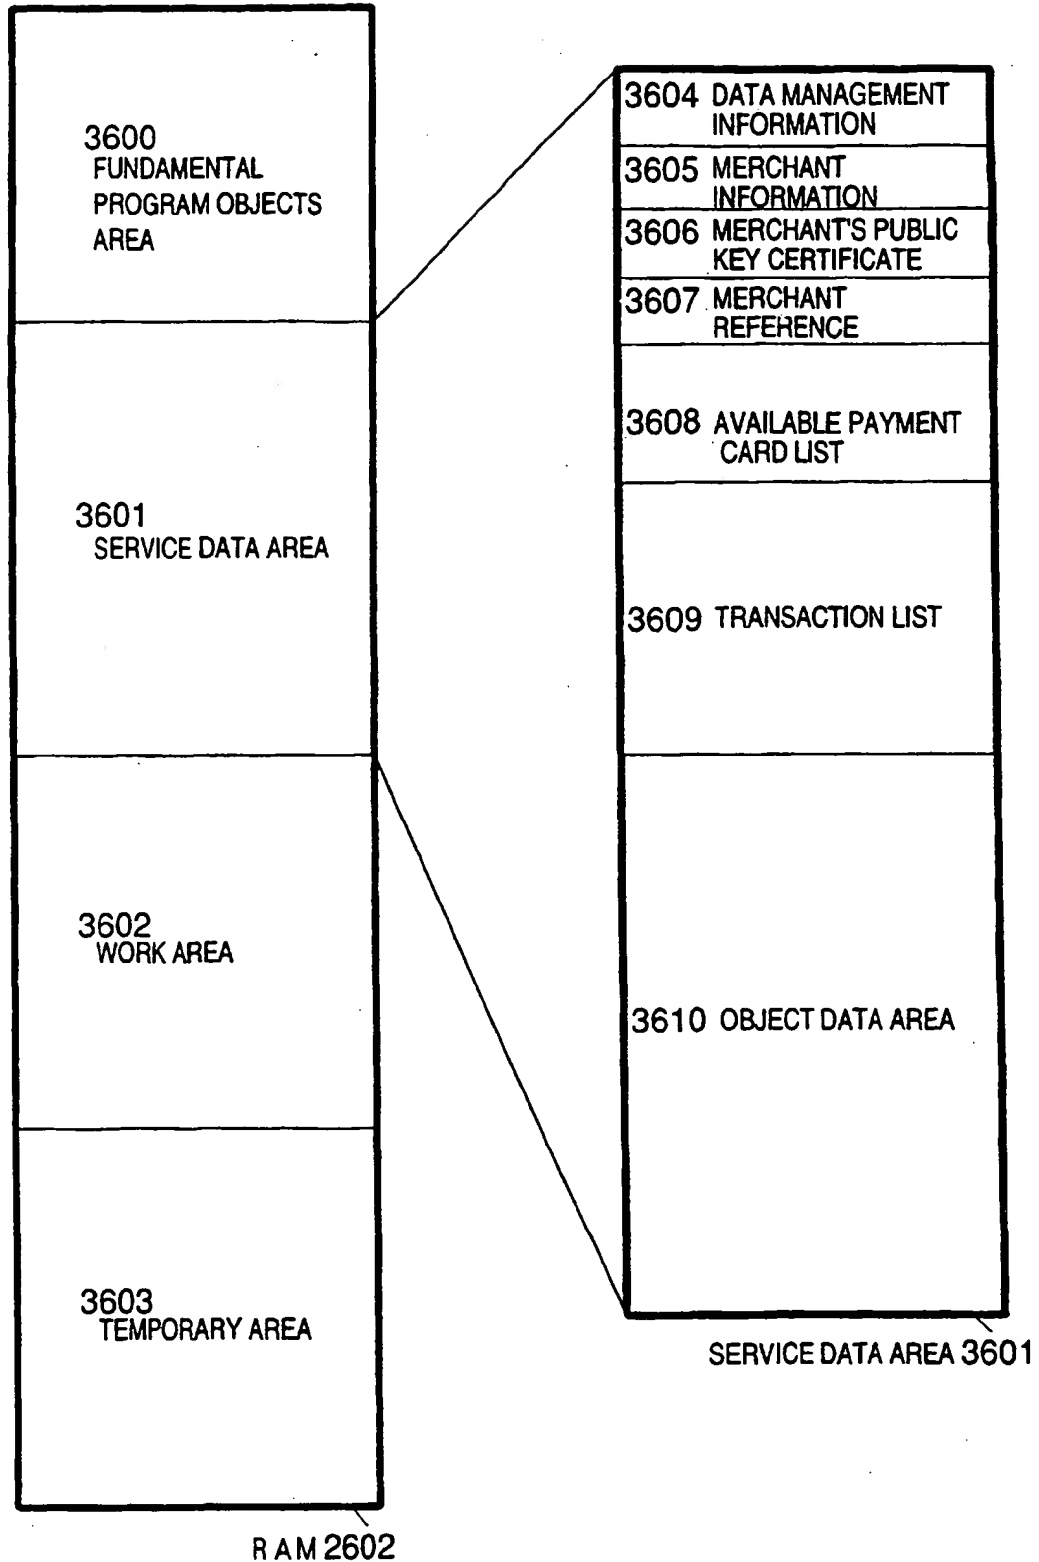 3600
FUNDAMENTAL
PROGRAM OBJECTS
AREA
3601
SERVICE DATA AREA
3602
WORK AREA
3603
TEMPORARY AREA
RAM 2602
3604 DATA MANAGEMENT
INFORMATION
3605 MERCHANT
INFORMATION
3606 MERCHANT'S PUBLIC
KEY CERTIFICATE
3607 MERCHANT
REFERENCE
3608 AVAILABLE PAYMENT
CARD LIST
3609 TRANSACTION LIST
3610 OBJECT DATA AREA
SERVICE DATA AREA 3601